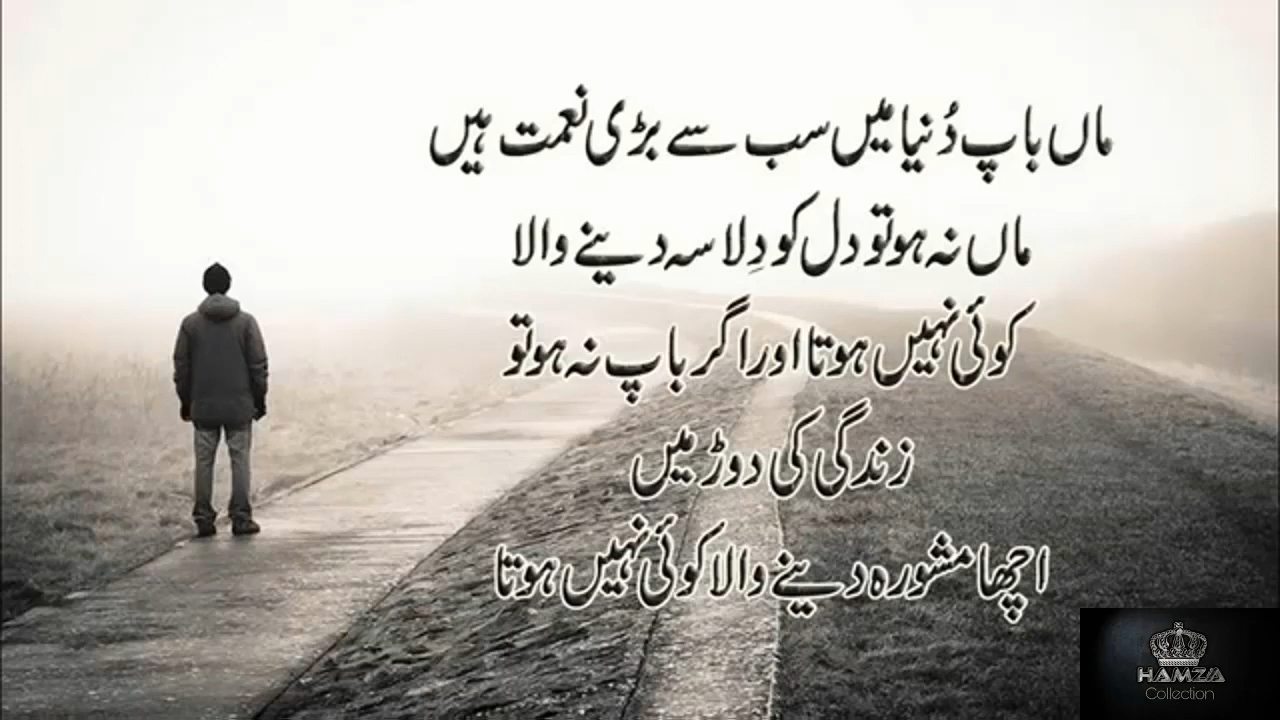 ماں باپ دُنیا میں سب سے بڑی نعمت ہیں
ماں نہ ہو تو دل کو دِلاسہ دینے والا
کوئی نہیں ہوتا اور اگر باپ نہ ہو تو
زندگی کی دوڑ میں
اچھا مشورہ دینے والا کوئی نہیں ہوتا
HAMZA
Collection